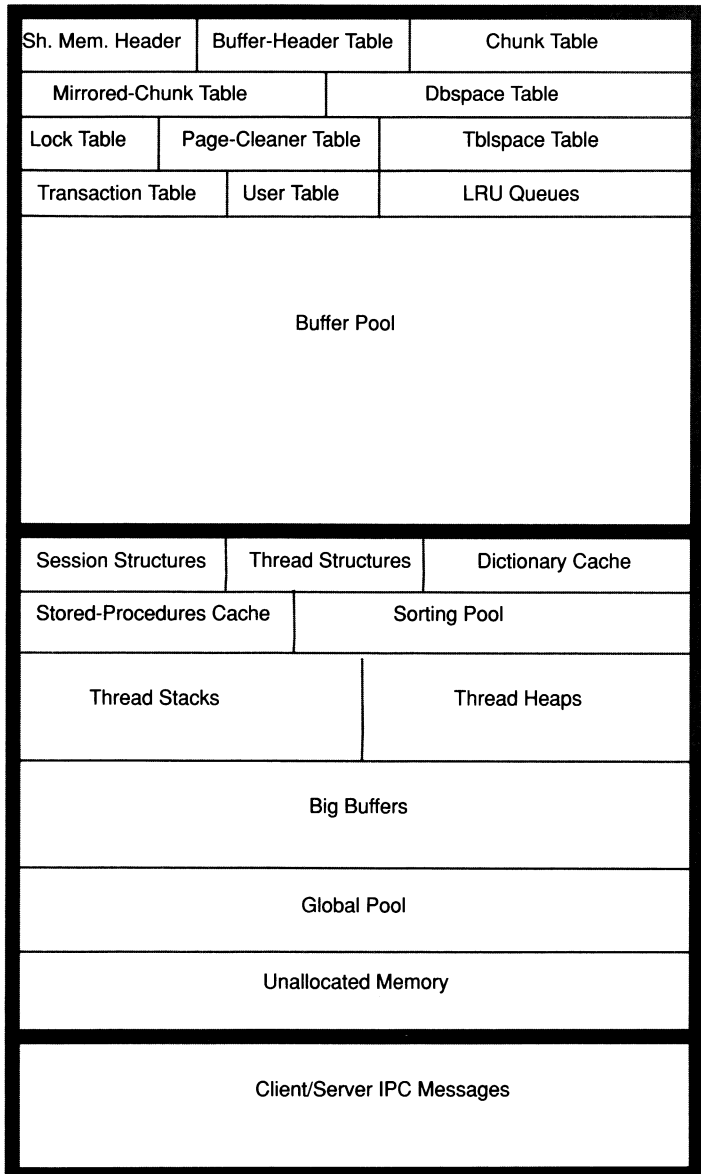 Sh. Mem. Header
Buffer-Header Table
Chunk Table
Mirrored-Chunk Table
Dbspace Table
Lock Table
Page-Cleaner Table
Tblspace Table
Transaction Table
User Table
LRU Queues
Buffer Pool
Session Structures
Thread Structures
Dictionary Cache
Stored-Procedures Cache
Sorting Pool
Thread Stacks
Thread Heaps
Big Buffers
Global Pool
Unallocated Memory
Client/Server IPC Messages